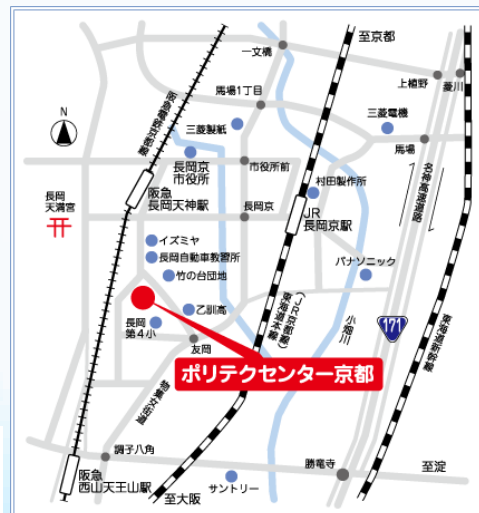 一文橋
至京都
上植野
菱川
馬場1丁目
三菱電機
三菱製紙
馬場
N
阪急電鉄京都線
長岡京
市役所
市役所前
村田製作所
名神高速道路
阪急
長岡天神駅
長岡
天満宮
長岡京
JR
長岡京駅
イズミヤ
長岡自動車教習所
パナソニック
竹の台団地
乙訓高
長岡
第4小
友岡
(JR京都線)
東海道本線
小畑川
171
東海道新幹線
ポリテクセンター京都
物集女街道
調子八角
阪急
西山天王山駅
サントリー
勝竜寺
至淀
至大阪